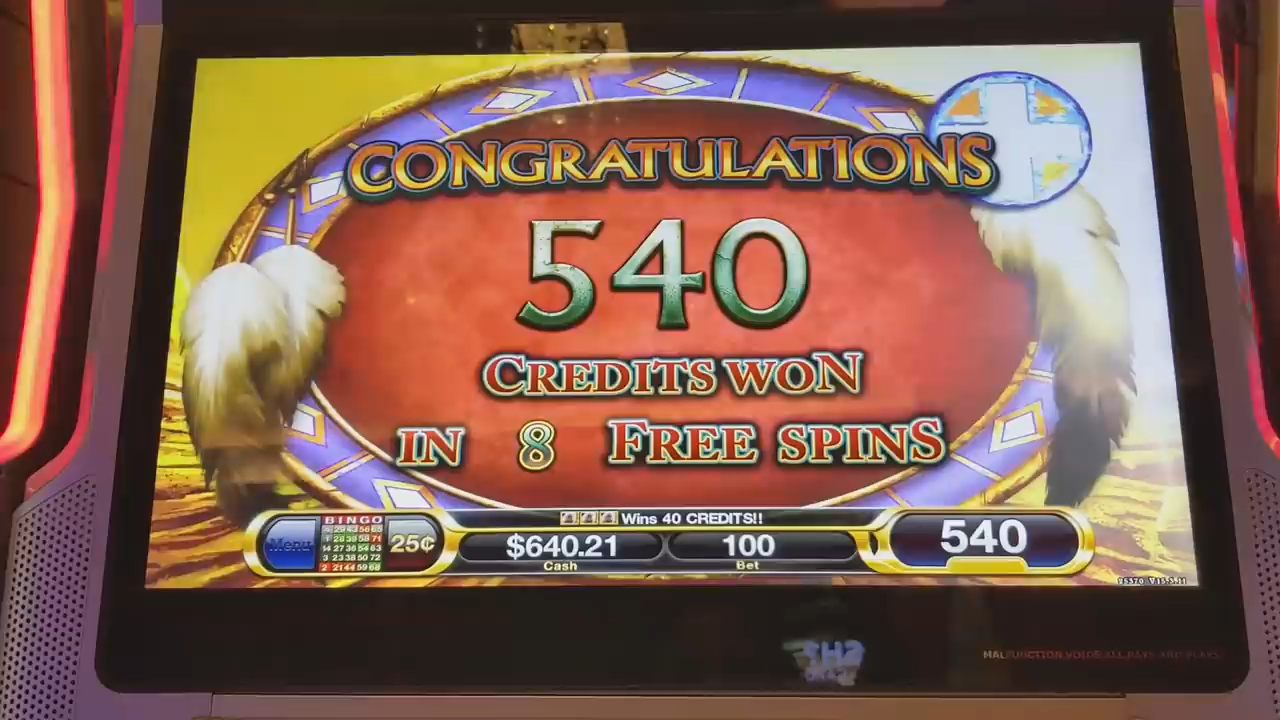 CONGRATULATIONS
540
CREDITS WON
IN 8 FREE SPINS
Wins 40 CREDITS!!
Menu
BINGO
25¢
$640.21
Cash
100
Bet
540
MALFUNCTION VOIDS ALL PAYS AND PLAYS